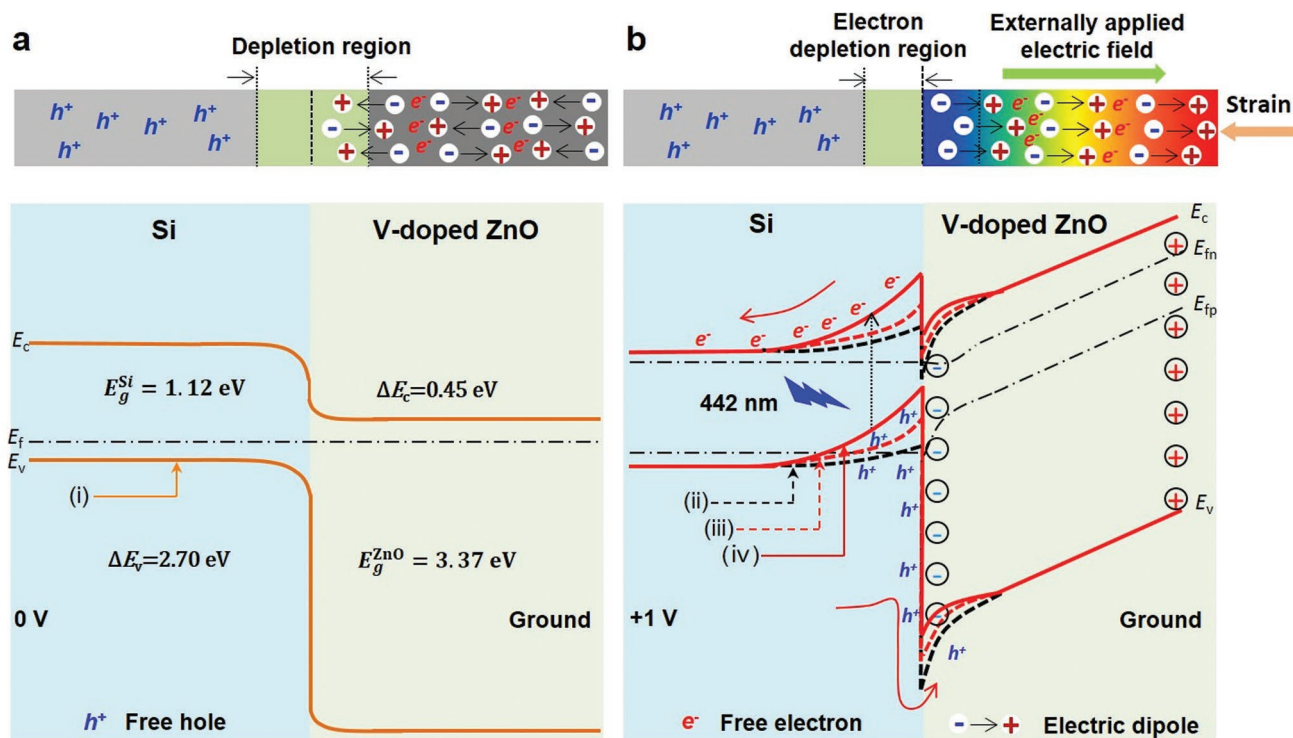 a
Depletion region
h⁺ h⁺ h⁺ h⁺ h⁺ h⁺
e⁻ e⁻ e⁻ e⁻ e⁻ e⁻
Si
V-doped ZnO
E_c
E_g^Si = 1.12 eV
ΔE_c=0.45 eV
E_f
E_v
(i)
ΔE_v=2.70 eV
E_g^ZnO = 3.37 eV
0 V
Ground
h⁺ Free hole
b
Electron
depletion region
Externally applied
electric field
h⁺ h⁺ h⁺ h⁺ h⁺ h⁺
e⁻ e⁻ e⁻ e⁻ e⁻
Strain
Si
V-doped ZnO
E_c
E_fn
E_fp
e⁻ e⁻ e⁻ e⁻ e⁻ e⁻
442 nm
h⁺ h⁺ h⁺ h⁺
(ii)
(iii)
(iv)
h⁺
h⁺
h⁺
h⁺
E_v
+1 V
Ground
e⁻ Free electron
Electric dipole